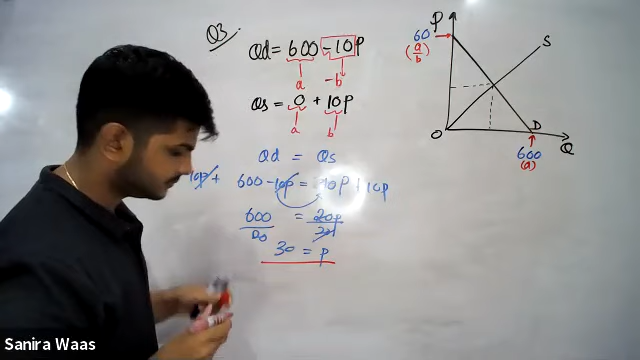 Q3.
Qd = 600 - 10P
a -b
Qs = 0 + 10P
a b
Qd = Qs
10p + 600 - 10p = 10P + 10p
600 = 20p
20 20
30 = P
P
60
(a/b)
S
O
D
Q
600
(a)
Sanira Waas